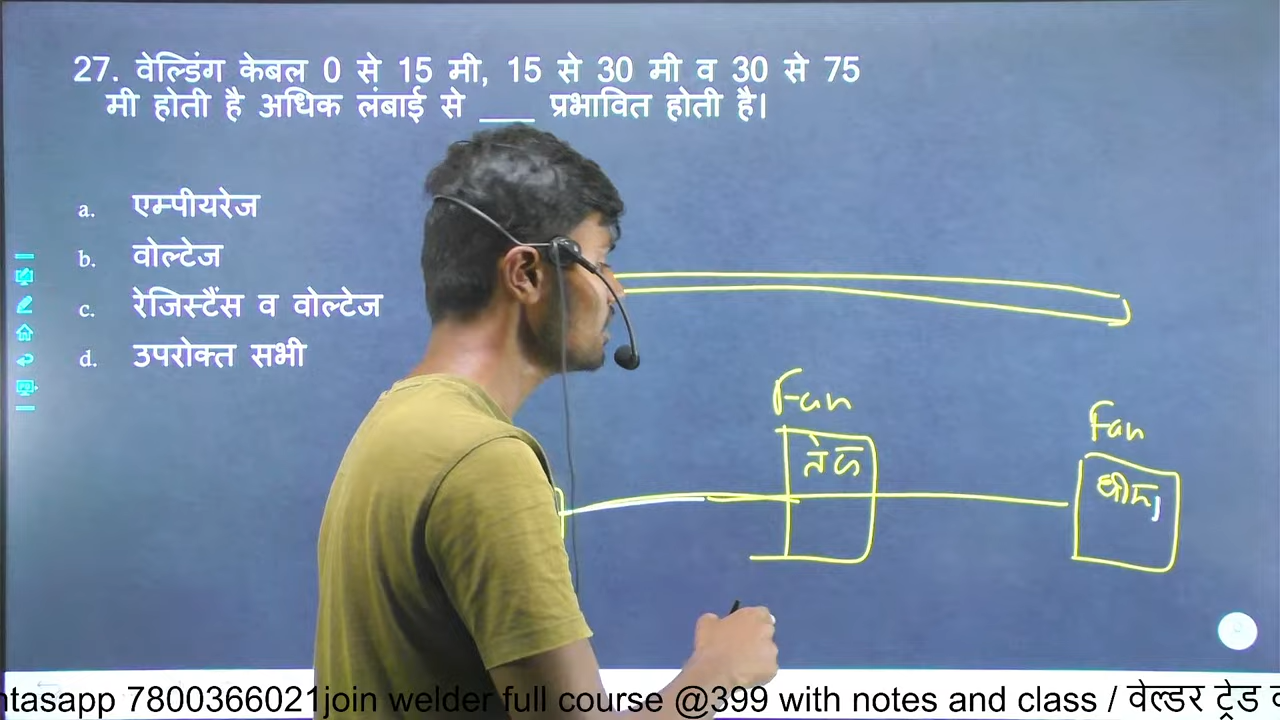 27. वेल्डिंग केबल 0 से 15 मी, 15 से 30 मी व 30 से 75
मी होती है अधिक लंबाई से ___ प्रभावित होती है।
a. एम्पीयरेज
b. वोल्टेज
c. रेजिस्टैंस व वोल्टेज
d. उपरोक्त सभी
Fan
तेज
Fan
धीमा
ntasapp 7800366021join welder full course @399 with notes and class / वेल्डर ट्रेड